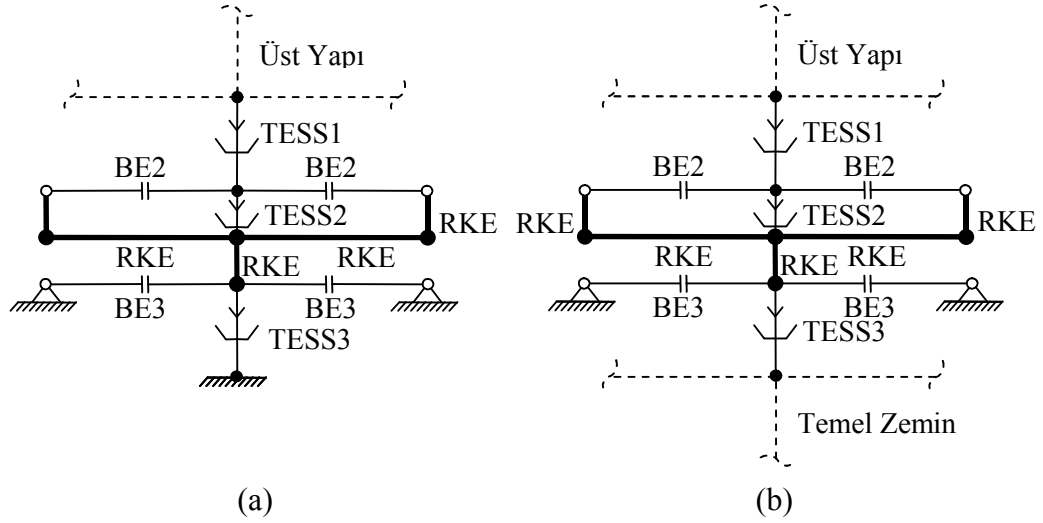 Üst Yapı
TESS1
BE2 BE2
TESS2
RKE
RKE RKE RKE
BE3 BE3
TESS3
(a)
Üst Yapı
TESS1
BE2 BE2
RKE TESS2 RKE
RKE RKE RKE
BE3 BE3
TESS3
Temel Zemin
(b)